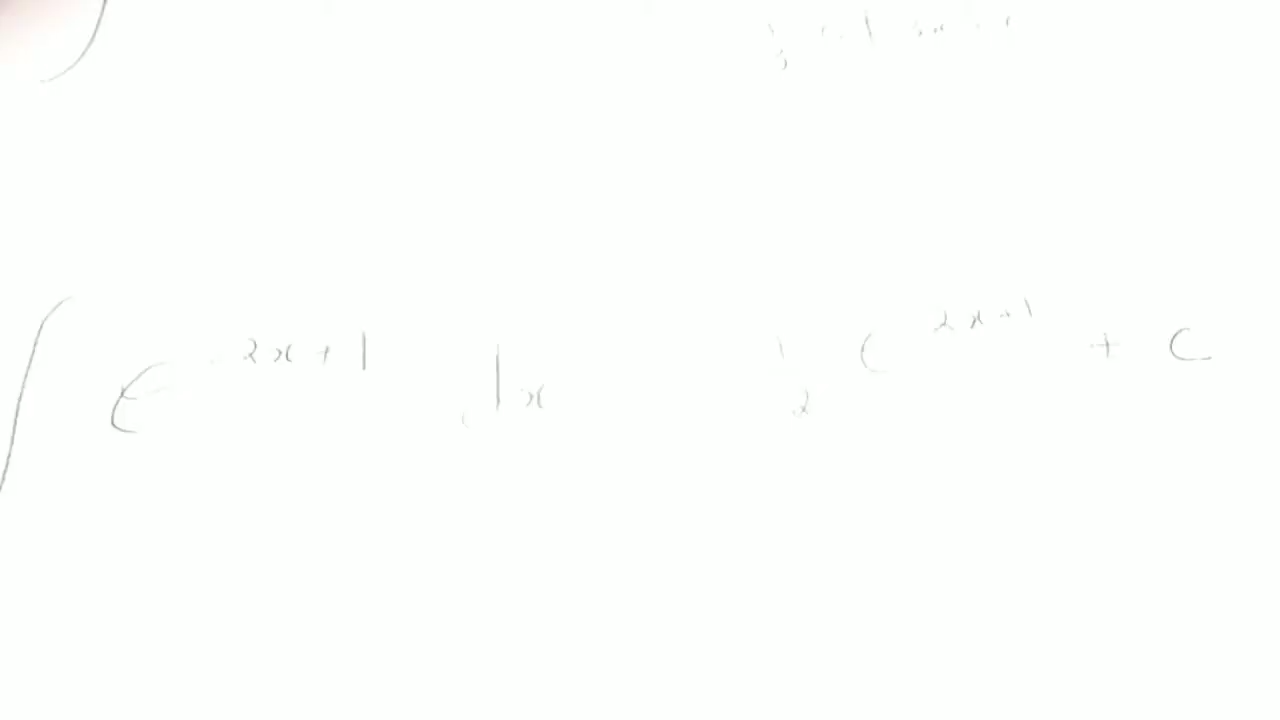 ∫ e^{2x+1} dx 1/2 e^{2x+1} + C